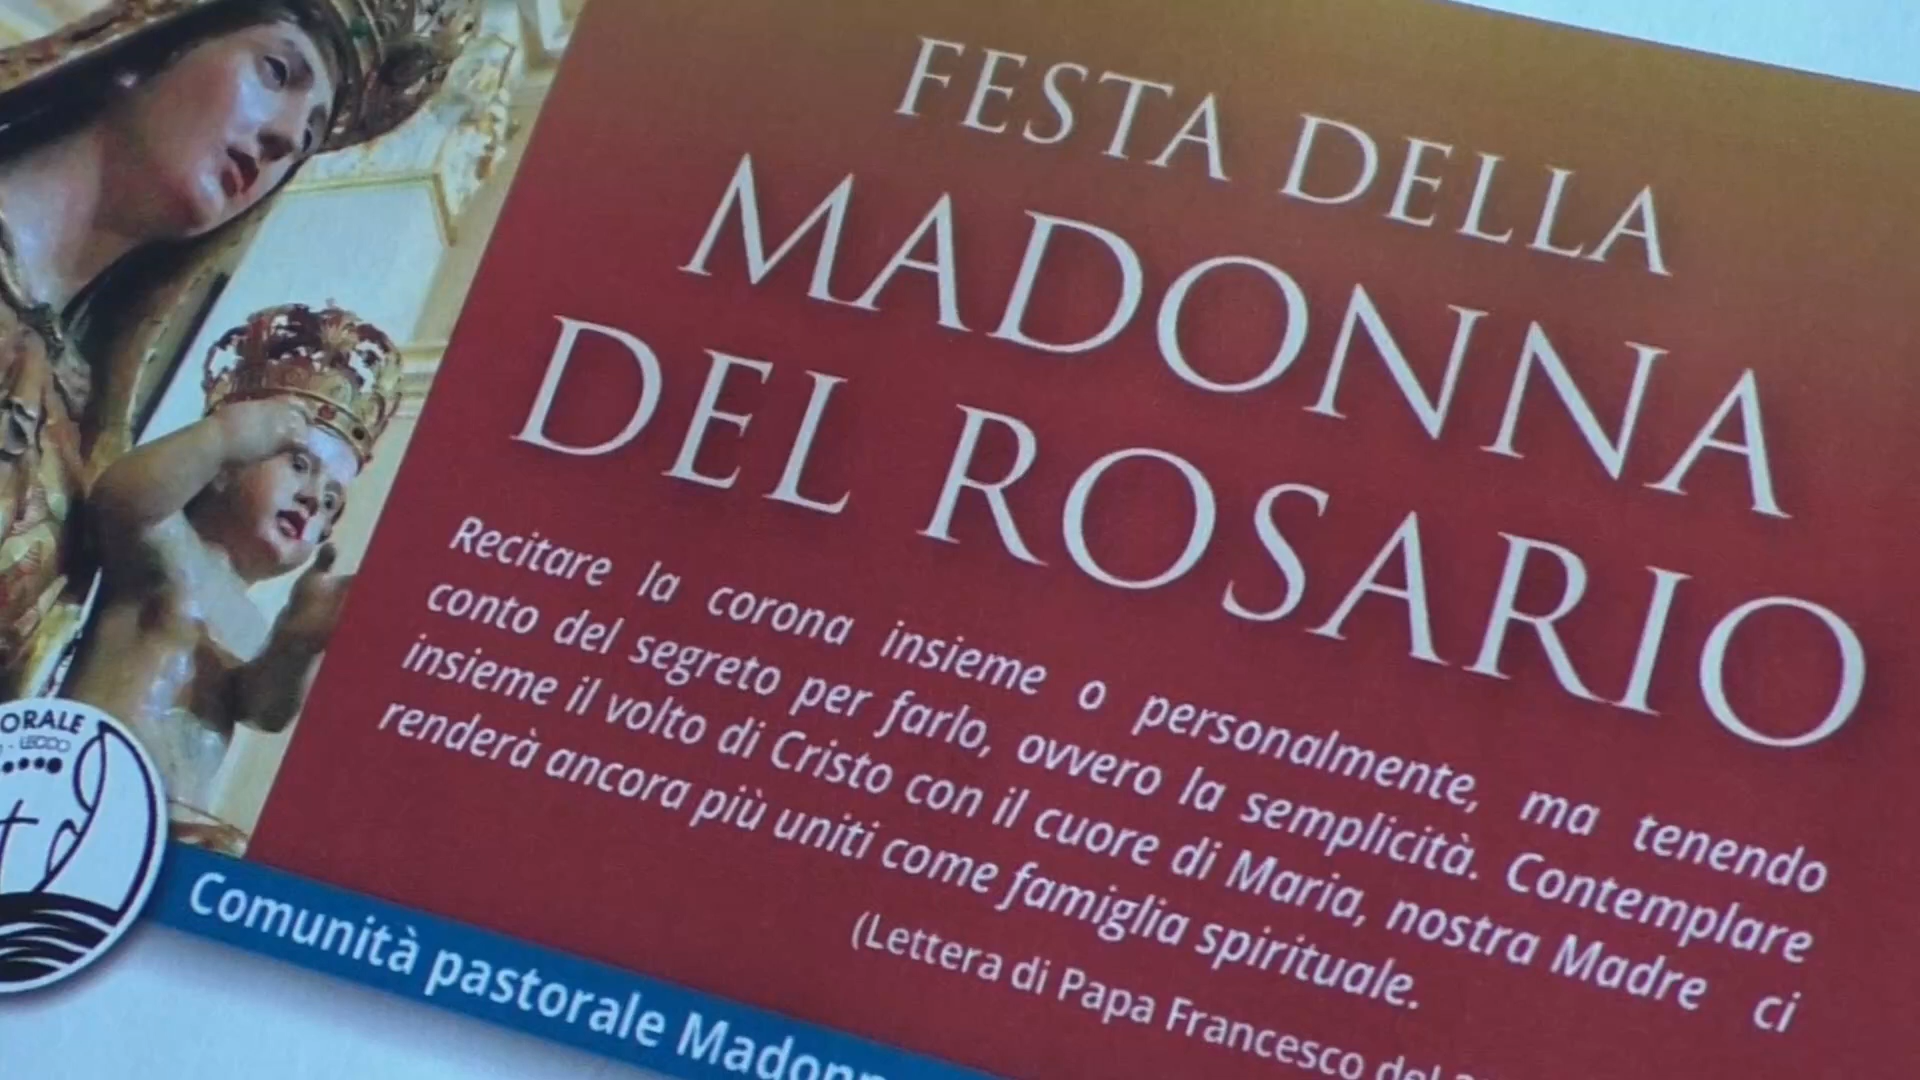 FESTA DELLA
MADONNA
DEL ROSARIO
Recitare la corona insieme o personalmente, ma tenendo
conto del segreto per farlo, ovvero la semplicità. Contemplare
insieme il volto di Cristo con il cuore di Maria, nostra Madre ci
renderà ancora più uniti come famiglia spirituale.
(Lettera di Papa Francesco del
ORALE
LECCO
Comunità pastorale Madonn